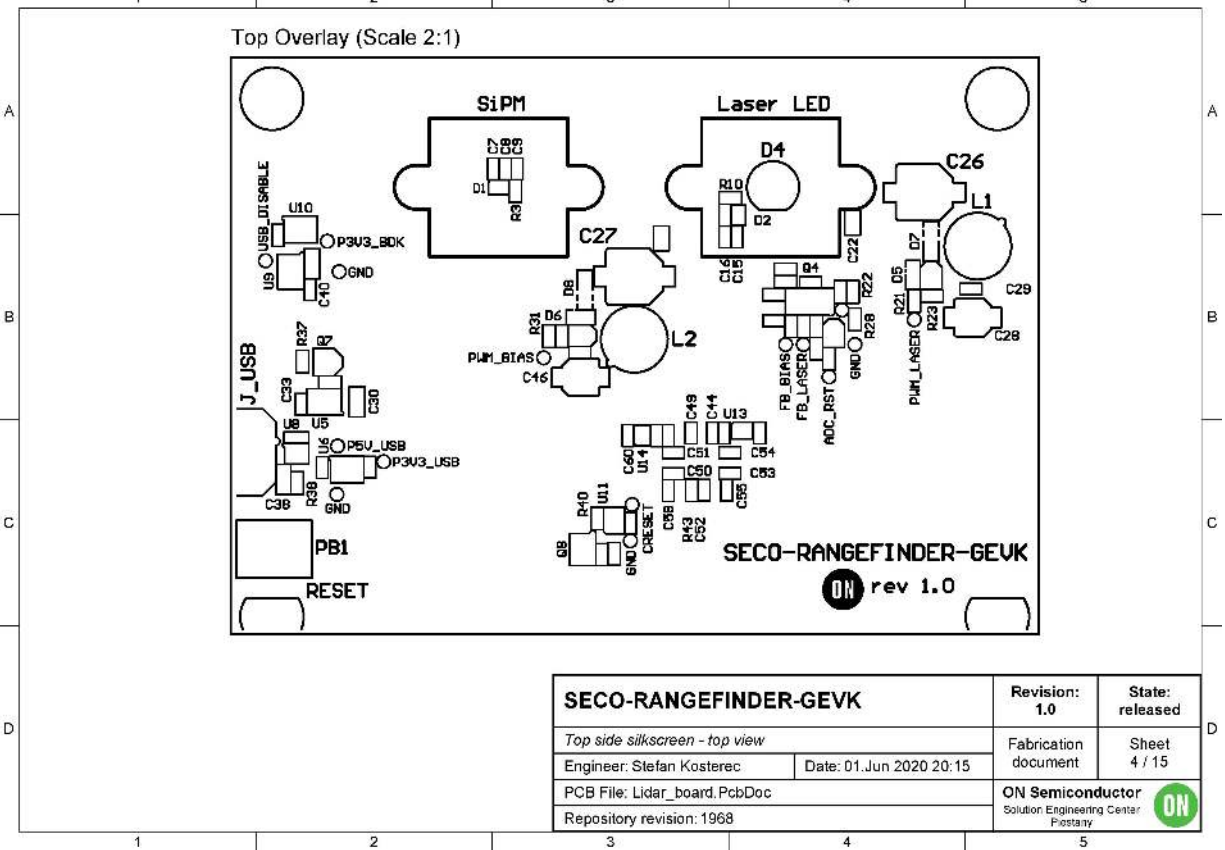 1 2 3 4 5
Top Overlay (Scale 2:1)
A
A
SiPM
Laser LED
C7
C8
C9
D1
R3
D4
R10
D2
C16
C15
C22
C26
L1
D7
USB_DISABLE
U10
P3V3_BDK
U9
GND
C40
C27
D8
D6
R31
L2
PWM_BIAS
C46
Q4
R22
R28
D5
R21
R23
C29
C28
B
B
FB_BIAS
FB_LASER
ADC_RST
GND
PWM_LASER
R37
Q7
J_USB
C33
C30
U5
U8
U6
P5V_USB
P3V3_USB
C38
R38
GND
C49
C44
U13
C60
U14
C51
C54
C50
C53
C58
R43
C52
C55
C
C
R40
U11
Q8
GND
CRESET
PB1
RESET
SECO-RANGEFINDER-GEVK
ON rev 1.0
D
D
SECO-RANGEFINDER-GEVK
Revision:
1.0
State:
released
Top side silkscreen - top view
Fabrication
document
Sheet
4 / 15
Engineer: Stefan Kosterec
Date: 01.Jun 2020 20:15
PCB File: Lidar_board.PcbDoc
Repository revision: 1968
ON Semiconductor
Solution Engineering Center
Piestany
ON
1 2 3 4 5